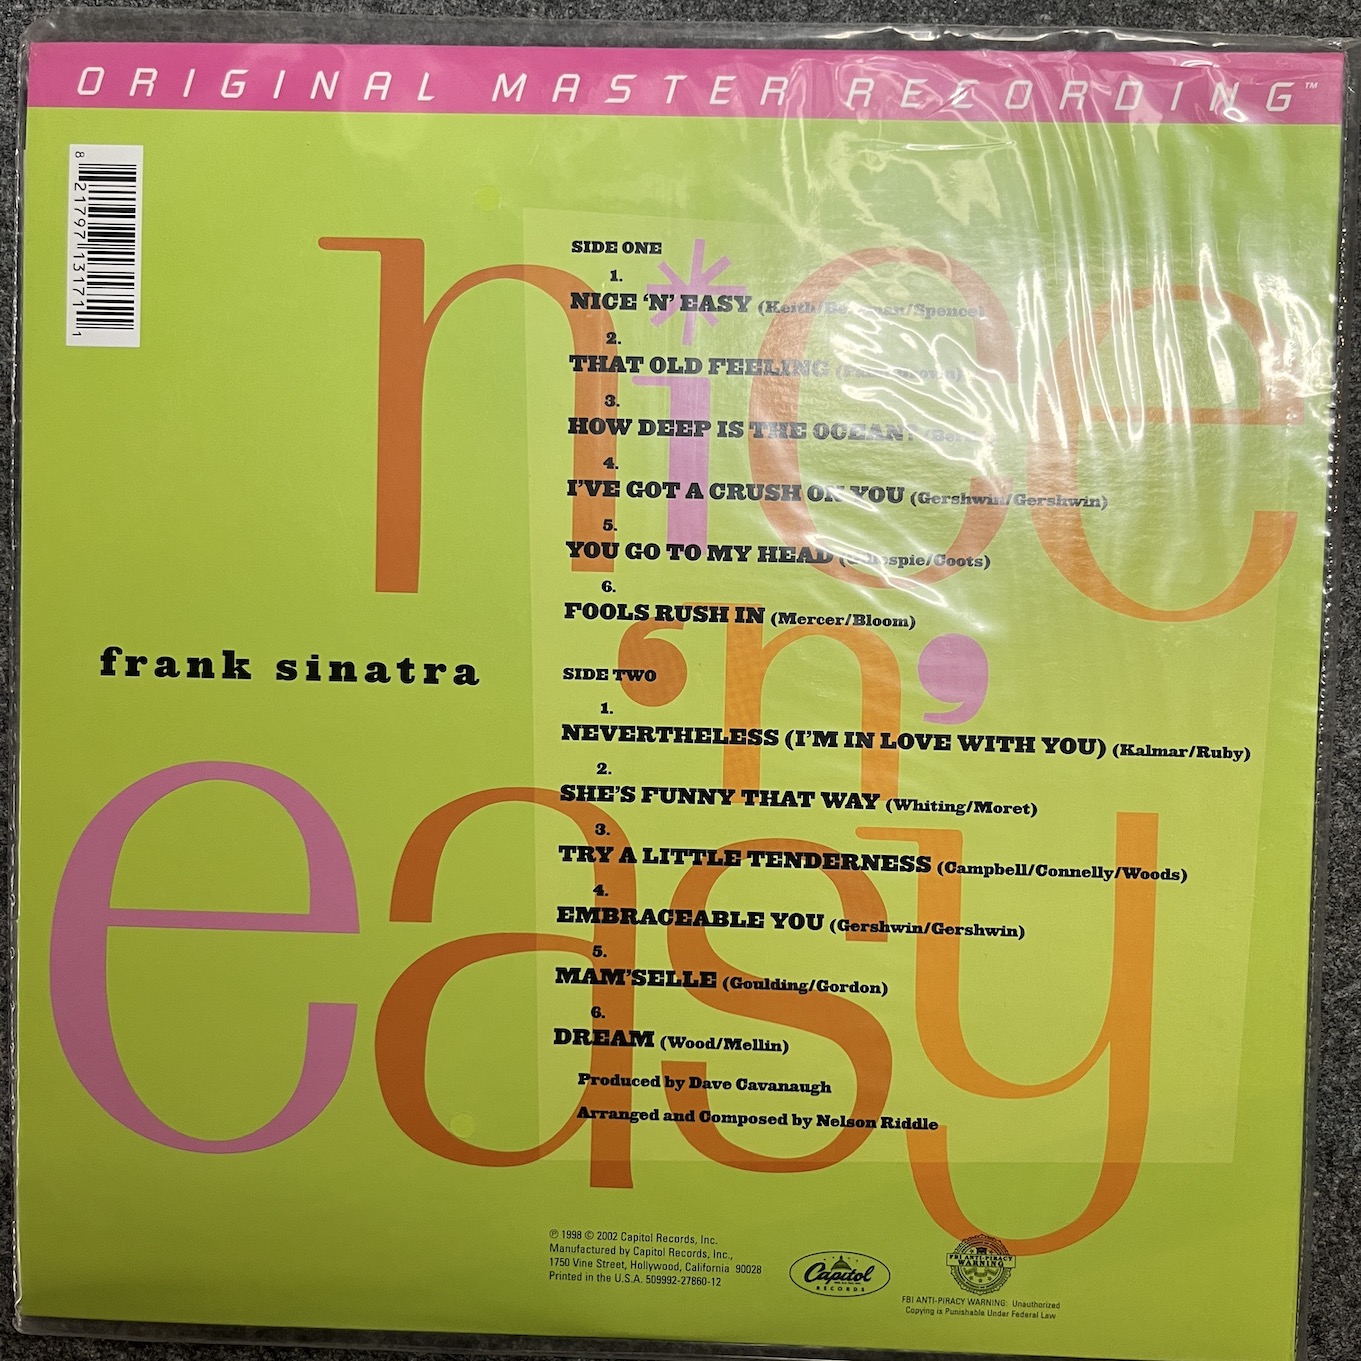 ORIGINAL MASTER RECORDING™
8 21797 13171 1
nice
'n'
easy
frank sinatra
SIDE ONE
1.
NICE 'N' EASY (Keith/ /Spence)
2.
THAT OLD FEELING
3.
HOW DEEP IS THE OCEAN?
4.
I'VE GOT A CRUSH ON YOU (Gershwin/Gershwin)
5.
YOU GO TO MY HEAD (Gillespie/Coots)
6.
FOOLS RUSH IN (Mercer/Bloom)
SIDE TWO
1.
NEVERTHELESS (I'M IN LOVE WITH YOU) (Kalmar/Ruby)
2.
SHE'S FUNNY THAT WAY (Whiting/Moret)
3.
TRY A LITTLE TENDERNESS (Campbell/Connelly/Woods)
4.
EMBRACEABLE YOU (Gershwin/Gershwin)
5.
MAM'SELLE (Goulding/Gordon)
6.
DREAM (Wood/Mellin)
Produced by Dave Cavanaugh
Arranged and Composed by Nelson Riddle
℗ 1998 © 2002 Capitol Records, Inc.
Manufactured by Capitol Records, Inc.,
1750 Vine Street, Hollywood, California 90028
Printed in the U.S.A. 509992-27860-12
Capitol
RECORDS
FBI ANTI-PIRACY
WARNING
FBI ANTI-PIRACY WARNING: Unauthorized
Copying is Punishable Under Federal Law